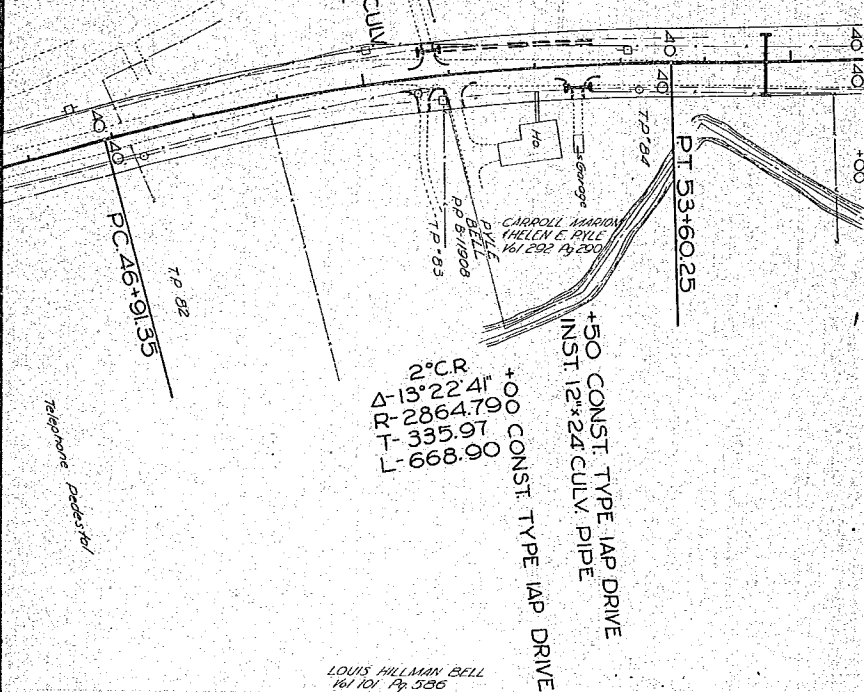 CULV.
40
40
40
40
40
40
+00
T.P. 84
Ho.
Garage
PT 53+60.25
CARROLL MARION
& HELEN E. PYLE
Vol 292 Pg 290
PYLE
BELL
P.P. B-11908
T.P. 83
T.P. 82
PC. 46+91.35
2° C.R.
Δ-13°22'41"
R-2864.790
T-335.97
L-668.90
+00 CONST. TYPE IAP DRIVE
+50 CONST. TYPE IAP DRIVE
INST. 12"x24' CULV. PIPE
Telephone Pedestal
LOUIS HILLMAN BELL
Vol 101 Pg. 586